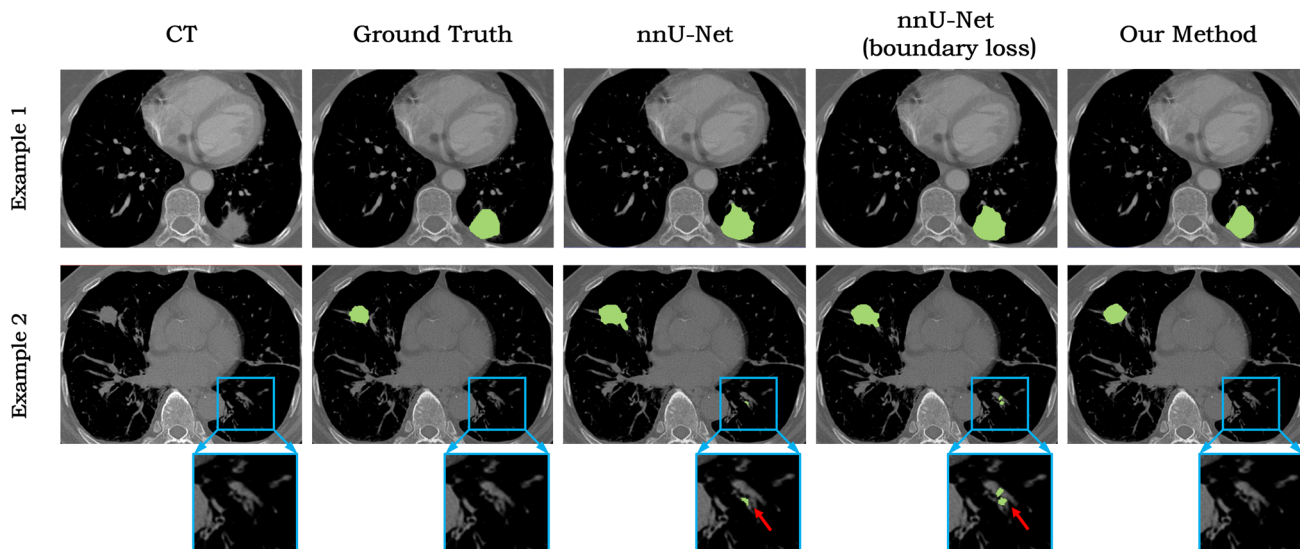 CT
Ground Truth
nnU-Net
nnU-Net
(boundary loss)
Our Method
Example 1
Example 2